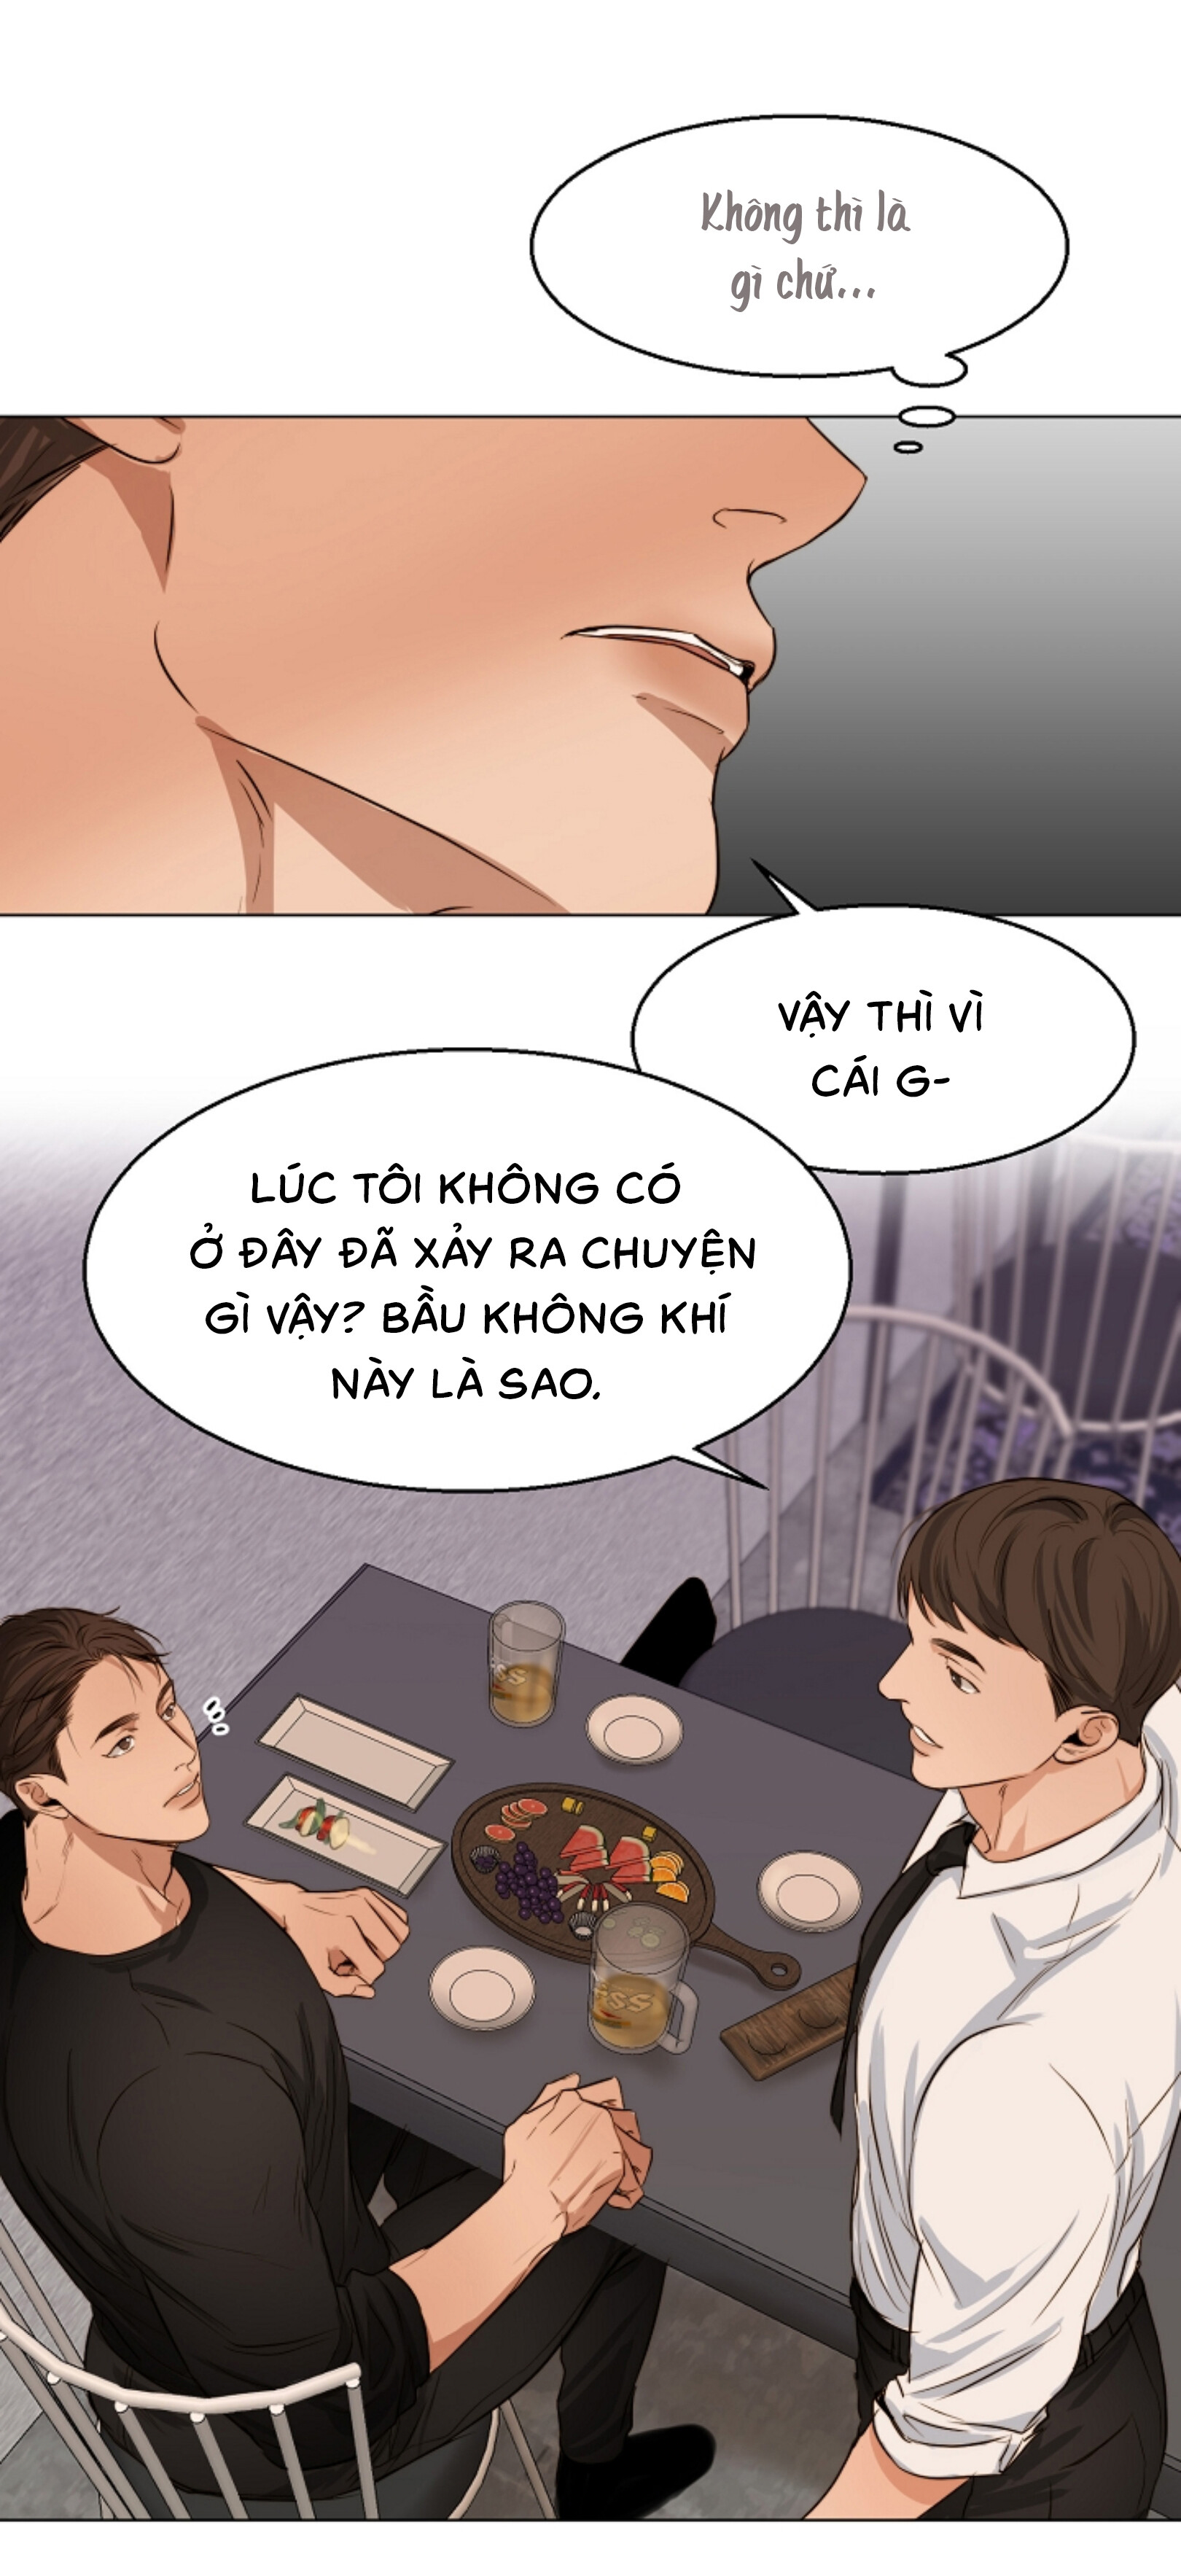 Không thì là
gì chứ...
VẬY THÌ VÌ
CÁI G-
LÚC TÔI KHÔNG CÓ
Ở ĐÂY ĐÃ XẢY RA CHUYỆN
GÌ VẬY? BẦU KHÔNG KHÍ
NÀY LÀ SAO.